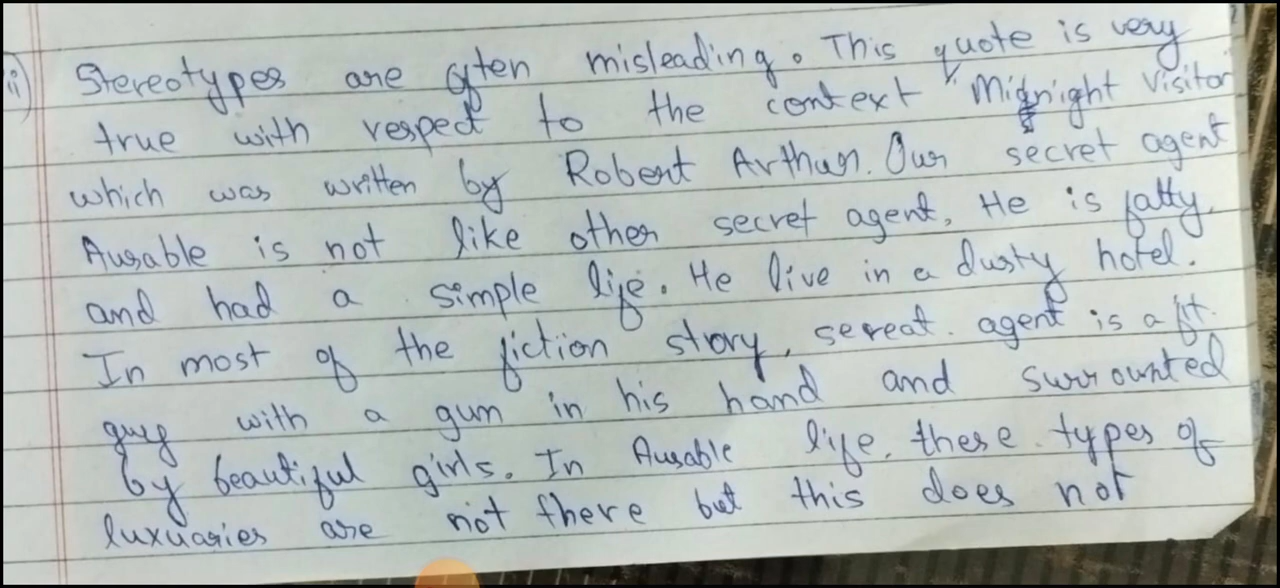 ii) Stereotypes are often misleading. This quote is very
true with respect to the context "Midnight Visitor
which was written by Robert Arthur. Our secret agent
Ausable is not like other secret agent. He is fatty
and had a simple life. He live in a dusty hotel.
In most of the fiction story, sereat agent is a fit
guy with a gun in his hand and surrounted
by beautiful girls. In Ausable life, these types of
luxuaries are not there but this does not